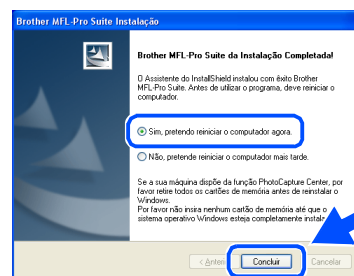 Brother MFL-Pro Suite Instalação
Brother MFL-Pro Suite da Instalação Completada!
O Assistente do InstallShield instalou com êxito Brother
MFL-Pro Suite. Antes de utilizar o programa, deve reiniciar o
computador.
Sim, pretendo reiniciar o computador agora.
Não, pretende reiniciar o computador mais tarde.
Se a sua máquina dispõe da função PhotoCapture Center, por
favor retire todos os cartões de memória antes de reinstalar o
Windows.
Por favor não insira nenhum cartão de memória até que o
sistema operativo Windows esteja completamente
Concluir
Cancelar